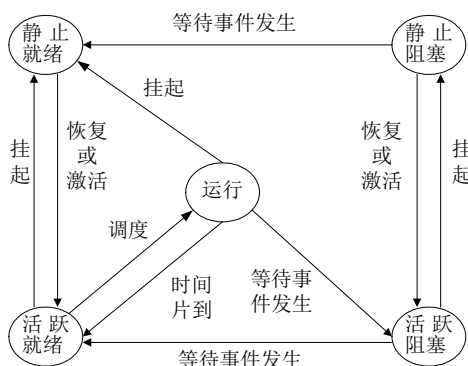 等待事件发生
静 止
就绪
静 止
阻塞
挂起
挂
起
恢复
或
激活
恢复
或
激活
挂
起
运行
调度
时间
片到
等待事
件发生
活 跃
就绪
活 跃
阻塞
等待事件发生